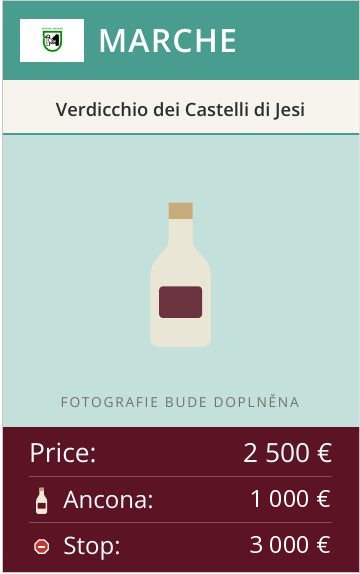 MARCHE
Verdicchio dei Castelli di Jesi
FOTOGRAFIE BUDE DOPLNĚNA
Price: 2 500 €
Ancona: 1 000 €
Stop: 3 000 €